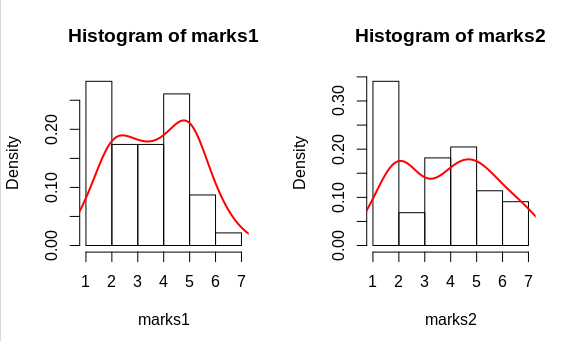 Histogram of marks1
Density
0.00 0.10 0.20
1 2 3 4 5 6 7
marks1
Histogram of marks2
Density
0.00 0.10 0.20 0.30
1 2 3 4 5 6 7
marks2